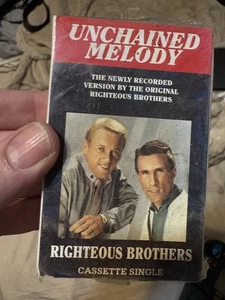 UNCHAINED
MELODY
THE NEWLY RECORDED
VERSION BY THE ORIGINAL
RIGHTEOUS BROTHERS
RIGHTEOUS BROTHERS
CASSETTE SINGLE